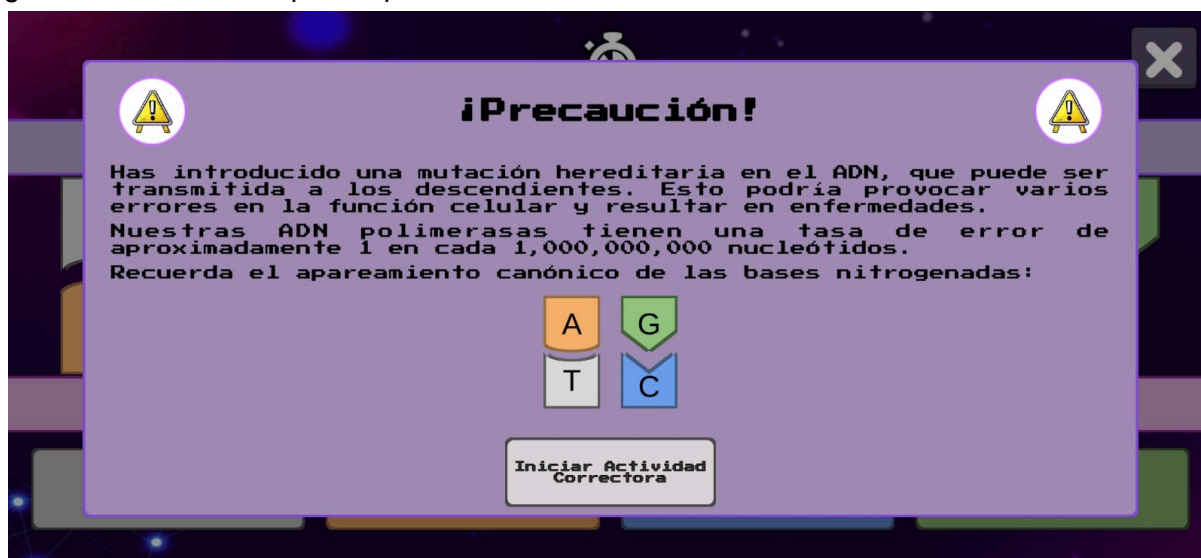 ¡Precaución!
Has introducido una mutación hereditaria en el ADN, que puede ser
transmitida a los descendientes. Esto podría provocar varios
errores en la función celular y resultar en enfermedades.
Nuestras ADN polimerasas tienen una tasa de error de
aproximadamente 1 en cada 1,000,000,000 nucleótidos.
Recuerda el apareamiento canónico de las bases nitrogenadas:
A G
T C
Iniciar Actividad
Correctora